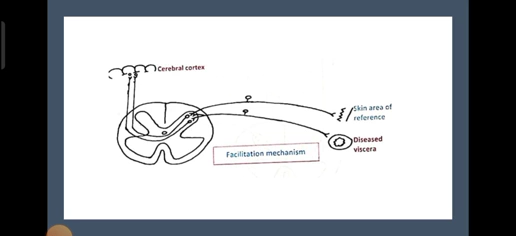 Cerebral cortex
Skin area of
reference
Diseased
viscera
Facilitation mechanism